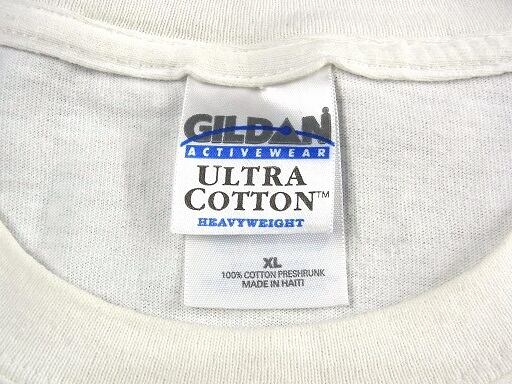 GILDAN
ACTIVEWEAR
ULTRA
COTTON™
HEAVYWEIGHT
XL
100% COTTON PRESHRUNK
MADE IN HAITI